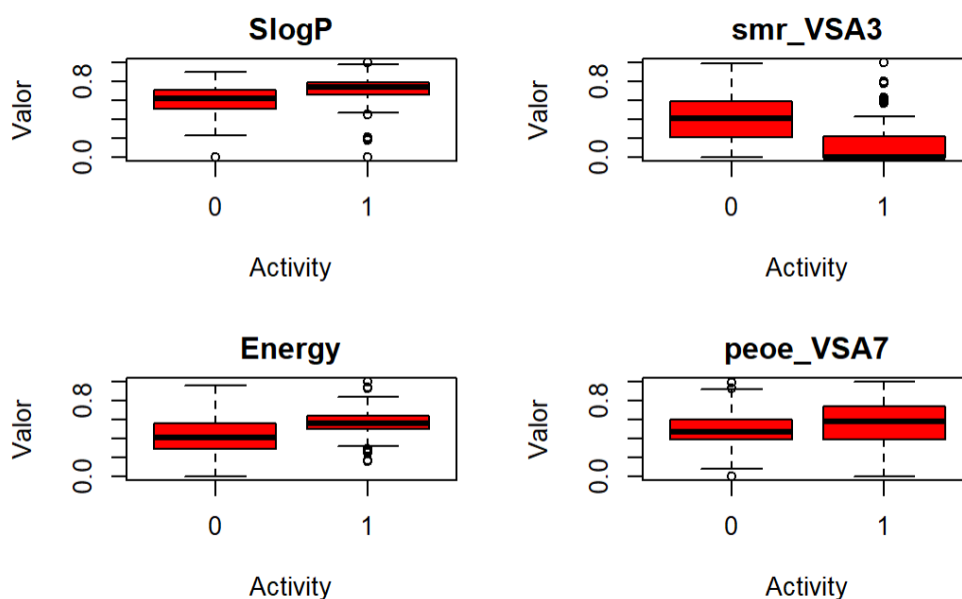 SlogP
Valor
0.0 0.8
0 1
Activity
smr_VSA3
Valor
0.0 0.8
0 1
Activity
Energy
Valor
0.0 0.8
0 1
Activity
peoe_VSA7
Valor
0.0 0.8
0 1
Activity